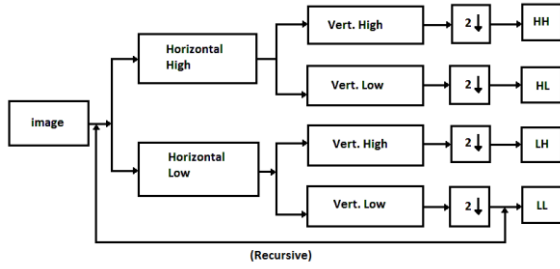 Vert. High
2
HH
Horizontal
High
Vert. Low
2
HL
image
Vert. High
2
LH
Horizontal
Low
Vert. Low
2
LL
(Recursive)